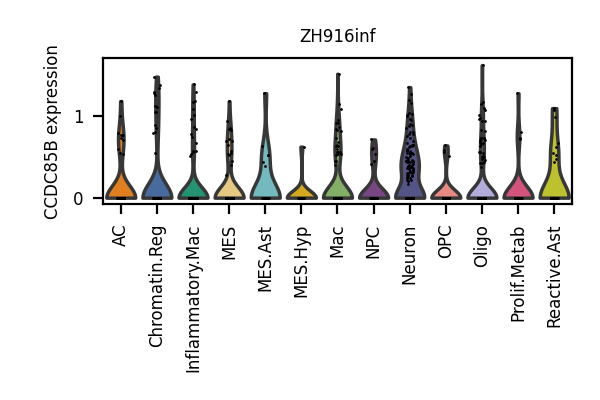 ZH916inf
CCDC85B expression
1
0
AC
Chromatin.Reg
Inflammatory.Mac
MES
MES.Ast
MES.Hyp
Mac
NPC
Neuron
OPC
Oligo
Prolif.Metab
Reactive.Ast